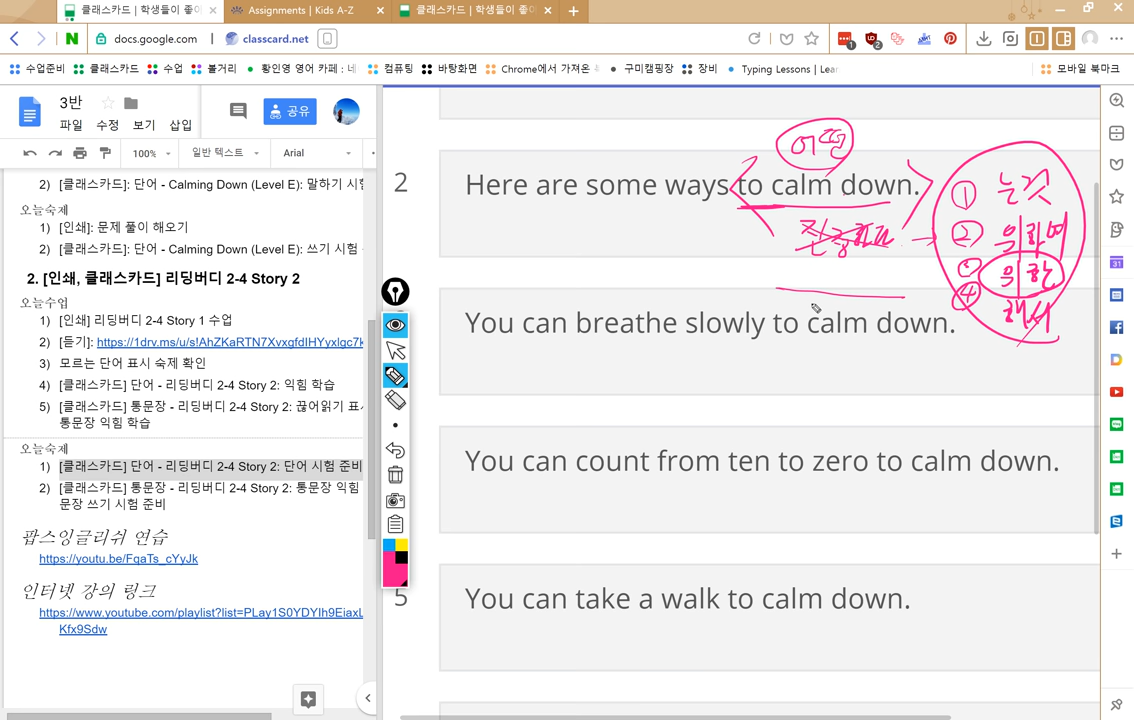 클래스카드 | 학생들이 좋아
Assignments | Kids A-Z
클래스카드 | 학생들이 좋아
docs.google.com | classcard.net
수업준비 클래스카드 수업 볼거리 황인영 영어 카페 : 네 컴퓨팅 바탕화면 Chrome에서 가져온 구미캠핑장 장비 Typing Lessons | Lear 모바일 북마크
3반
파일 수정 보기 삽입
공유
100% 일반 텍스트 Arial
2) [클래스카드]: 단어 - Calming Down (Level E): 말하기 시험
오늘숙제
1) [인쇄]: 문제 풀이 해오기
2) [클래스카드]: 단어 - Calming Down (Level E): 쓰기 시험
2. [인쇄, 클래스카드] 리딩버디 2-4 Story 2
오늘수업
1) [인쇄] 리딩버디 2-4 Story 1 수업
2) [듣기]: https://1drv.ms/u/s!AhZKaRTN7XvxgfdIHYyxlgc7k
3) 모르는 단어 표시 숙제 확인
4) [클래스카드] 단어 - 리딩버디 2-4 Story 2: 익힘 학습
5) [클래스카드] 통문장 - 리딩버디 2-4 Story 2: 끊어읽기 표시
통문장 익힘 학습
오늘숙제
1) [클래스카드] 단어 - 리딩버디 2-4 Story 2: 단어 시험 준비
2) [클래스카드] 통문장 - 리딩버디 2-4 Story 2: 통문장 익힘
문장 쓰기 시험 준비
팝스잉글리쉬 연습
https://youtu.be/FqaTs_cYyJk
인터넷 강의 링크
https://www.youtube.com/playlist?list=PLay1S0YDYIh9EiaxL
Kfx9Sdw
어떤
2 Here are some ways to calm down.
① 는것
② 위하여
③ 위한
④ 해서
You can breathe slowly to calm down.
You can count from ten to zero to calm down.
5 You can take a walk to calm down.